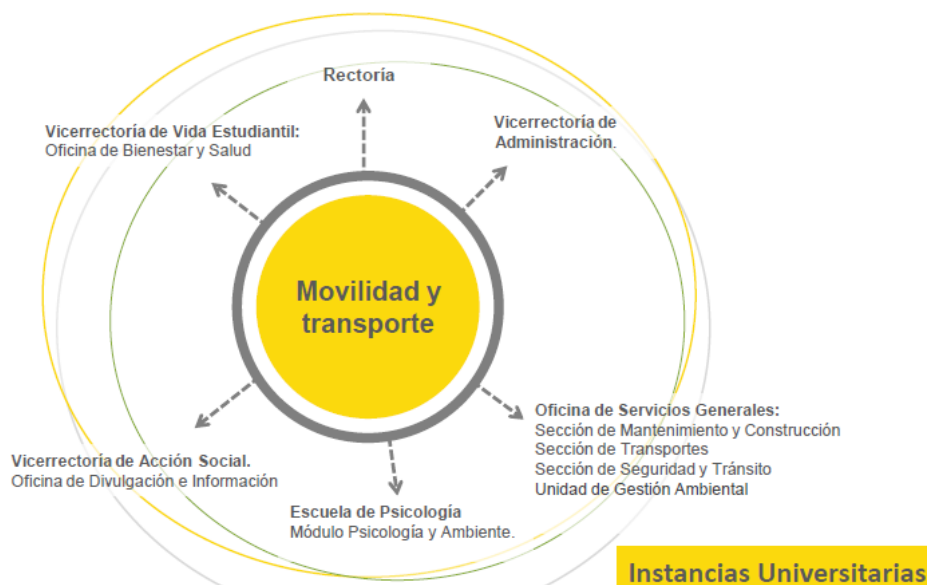 Rectoría
Vicerrectoría de Vida Estudiantil:
Oficina de Bienestar y Salud
Vicerrectoría de
Administración.
Movilidad y
transporte
Oficina de Servicios Generales:
Sección de Mantenimiento y Construcción
Sección de Transportes
Sección de Seguridad y Tránsito
Unidad de Gestión Ambiental
Vicerrectoría de Acción Social.
Oficina de Divulgación e Información
Escuela de Psicología
Módulo Psicología y Ambiente.
Instancias Universitarias